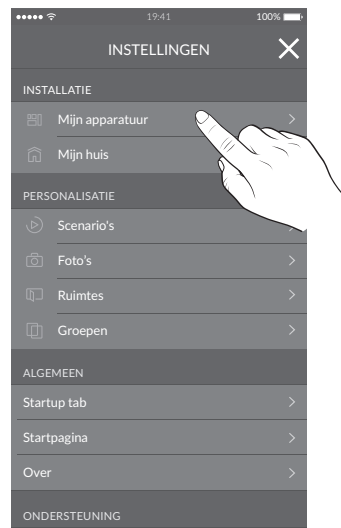 19:41 100%
INSTELLINGEN
INSTALLATIE
Mijn apparatuur
Mijn huis
PERSONALISATIE
Scenario's
Foto's
Ruimtes
Groepen
ALGEMEEN
Startup tab
Startpagina
Over
ONDERSTEUNING